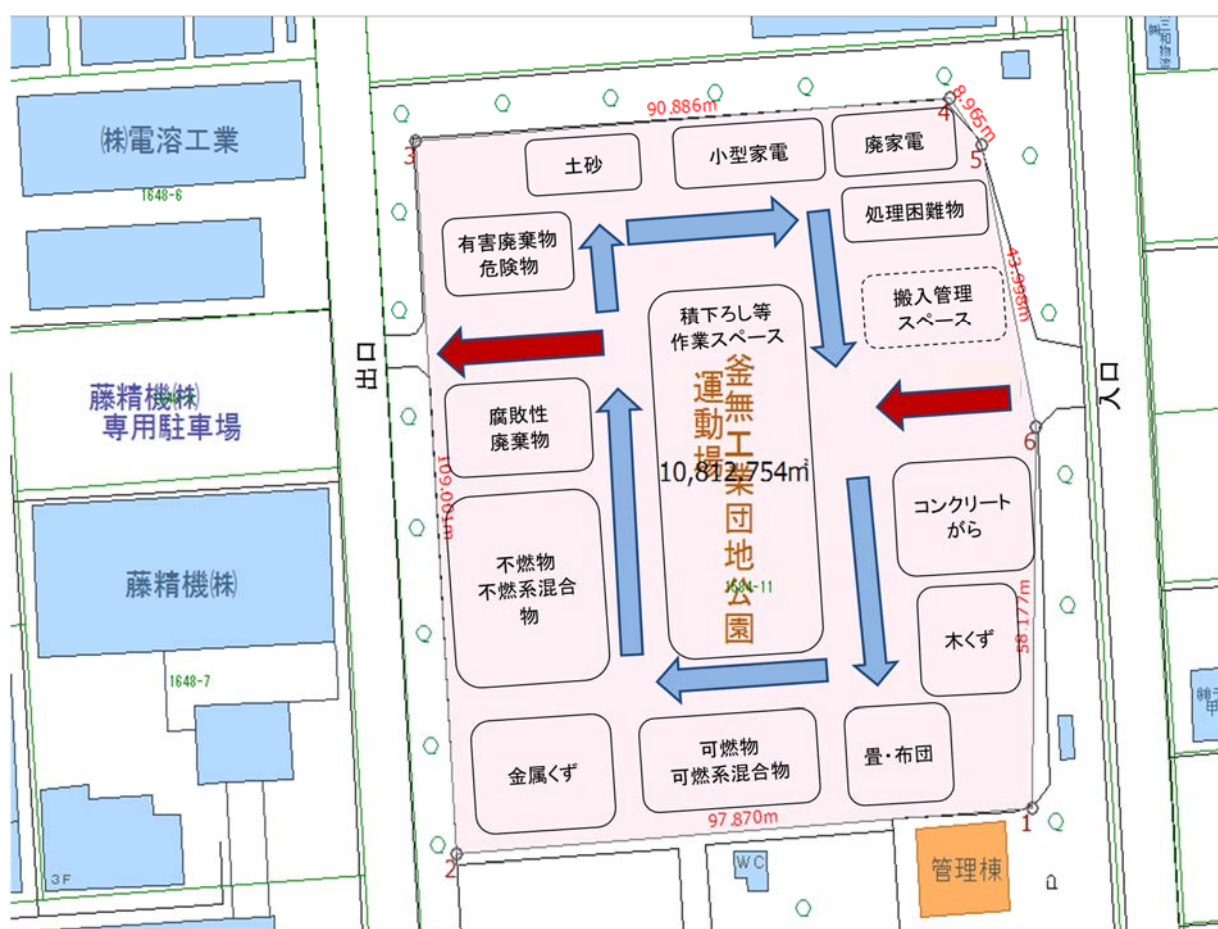 ㈱三和物流
㈱電溶工業
1648-6
90.886m
8.965m
3
4
5
土砂
小型家電
廃家電
処理困難物
有害廃棄物
危険物
43.998m
搬入管理
スペース
積下ろし等
作業スペース
出口
入口
藤精機㈱
専用駐車場
釜無工業団地公園
運動場
10,812.754㎡
1684-11
腐敗性
廃棄物
109.001m
6
コンクリート
がら
不燃物
不燃系混合
物
藤精機㈱
1648-7
木くず
58.177m
金属くず
可燃物
可燃系混合物
畳・布団
97.870m
1
2
WC
管理棟
3F